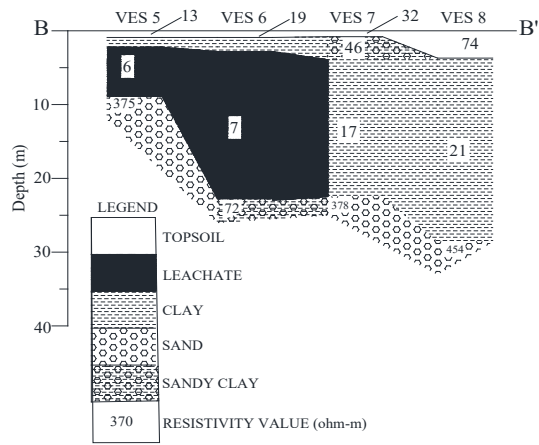 VES 5 13 VES 6 19 VES 7 32 VES 8
B B'
46 74
6
10 375
7 17 21
20
72 378
30 454
40
Depth (m)
LEGEND
TOPSOIL
LEACHATE
CLAY
SAND
SANDY CLAY
370 RESISTIVITY VALUE (ohm-m)